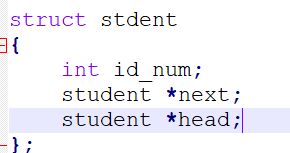 struct stdent
{
    int id_num;
    student *next;
    student *head;
};